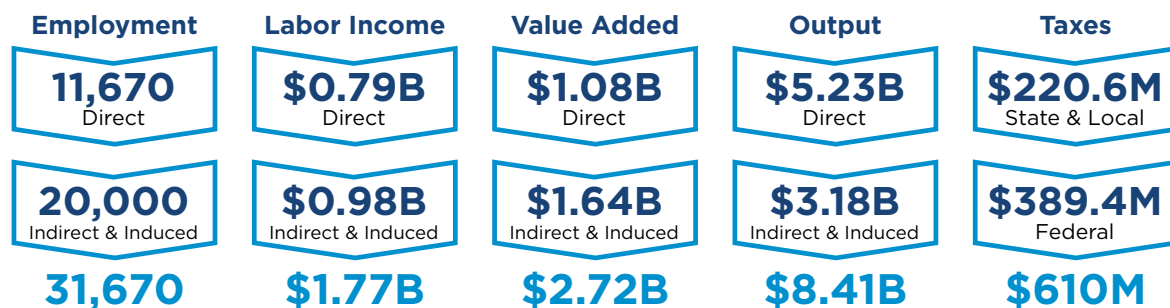 Employment Labor Income Value Added Output Taxes
11,670 $0.79B $1.08B $5.23B $220.6M
Direct Direct Direct Direct State & Local
20,000 $0.98B $1.64B $3.18B $389.4M
Indirect & Induced Indirect & Induced Indirect & Induced Indirect & Induced Federal
31,670 $1.77B $2.72B $8.41B $610M